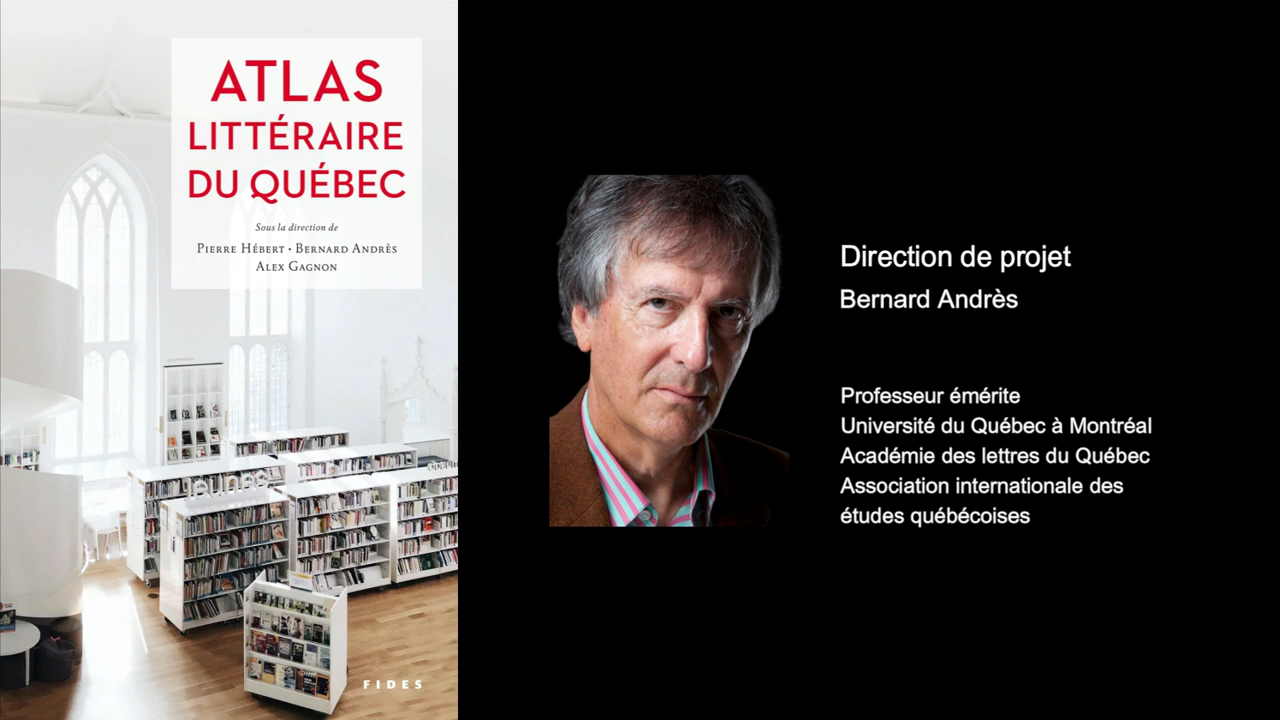 ATLAS
LITTÉRAIRE
DU QUÉBEC
Sous la direction de
PIERRE HÉBERT • BERNARD ANDRÈS
ALEX GAGNON
jeunes
FIDES
Direction de projet
Bernard Andrès
Professeur émérite
Université du Québec à Montréal
Académie des lettres du Québec
Association internationale des
études québécoises